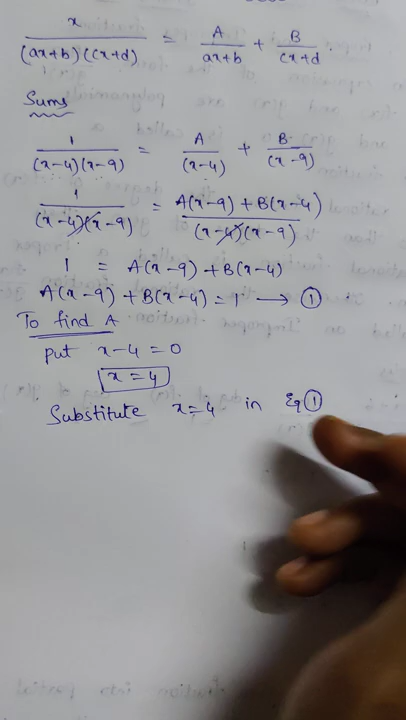 x/(ax+b)(cx+d) = A/ax+b + B/cx+d.
Sums
1/(x-4)(x-9) = A/(x-4) + B/(x-9)
1/(x-4)(x-9) = A(x-9) + B(x-4)/(x-4)(x-9)
1 = A(x-9) + B(x-4)
A(x-9) + B(x-4) = 1 → ①
To find A
put x-4 = 0
x = 4
Substitute x=4 in Eq ①